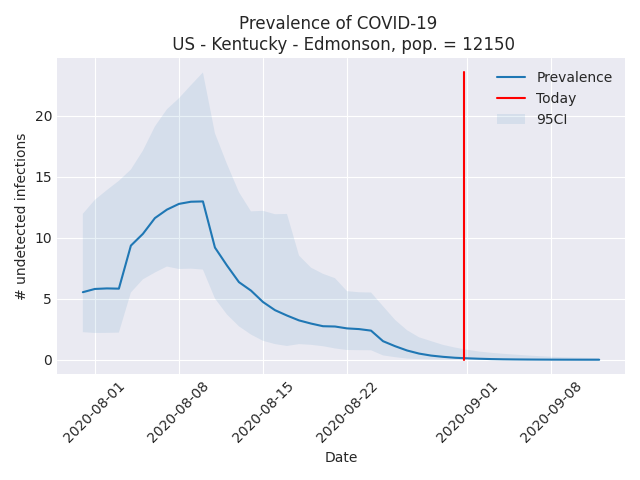 Prevalence of COVID-19
US - Kentucky - Edmonson, pop. = 12150
Prevalence
Today
95CI
# undetected infections
20
15
10
5
0
2020-08-01
2020-08-08
2020-08-15
2020-08-22
2020-09-01
2020-09-08
Date